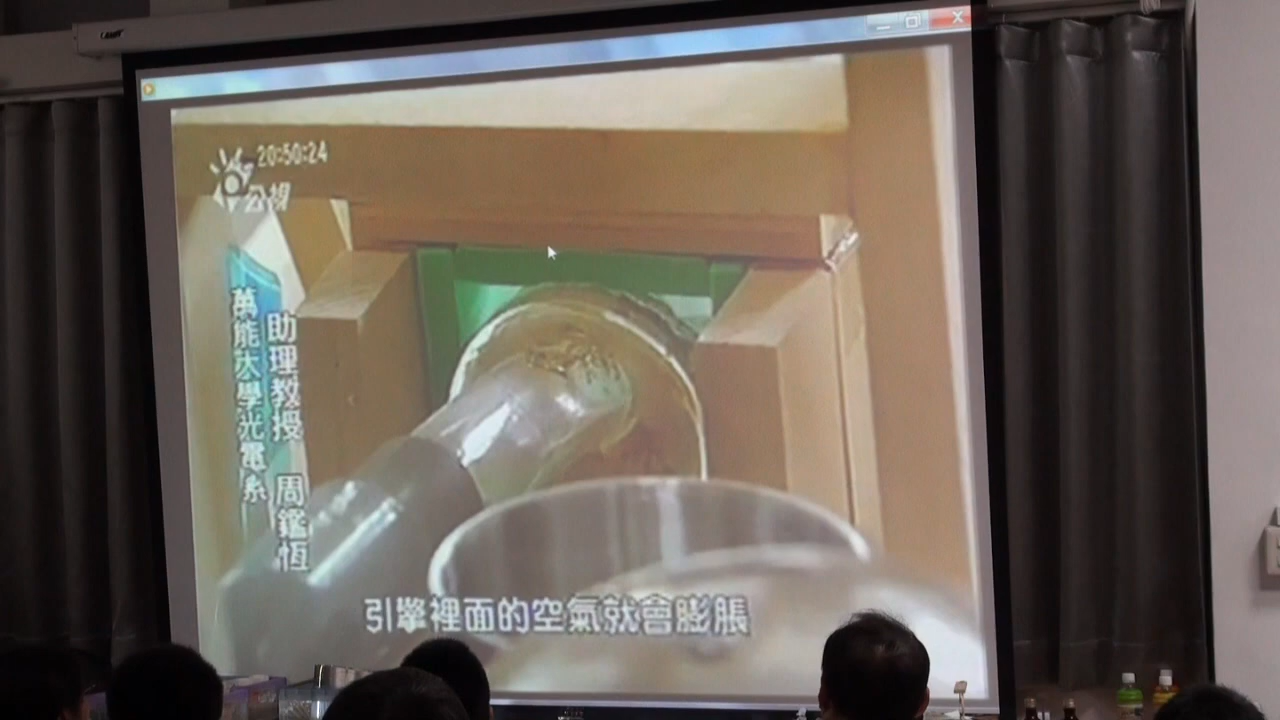 20:50:24
公視
助理教授 周鑑恆
萬能大學光電系
引擎裡面的空氣就會膨脹